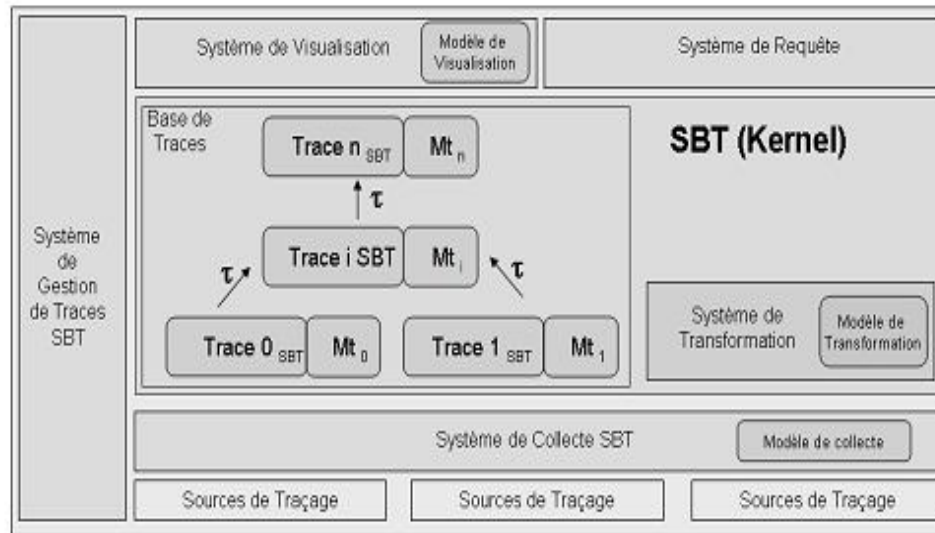 Système de Visualisation
Modèle de
Visualisation
Système de Requête
Base de
Traces
Trace n SBT
Mt n
SBT (Kernel)
τ
Système
de
Gestion
de Traces
SBT
Trace i SBT
Mt i
τ
τ
Trace 0 SBT
Mt 0
Trace 1 SBT
Mt 1
Système de
Transformation
Modèle de
Transformation
Système de Collecte SBT
Modèle de collecte
Sources de Traçage
Sources de Traçage
Sources de Traçage